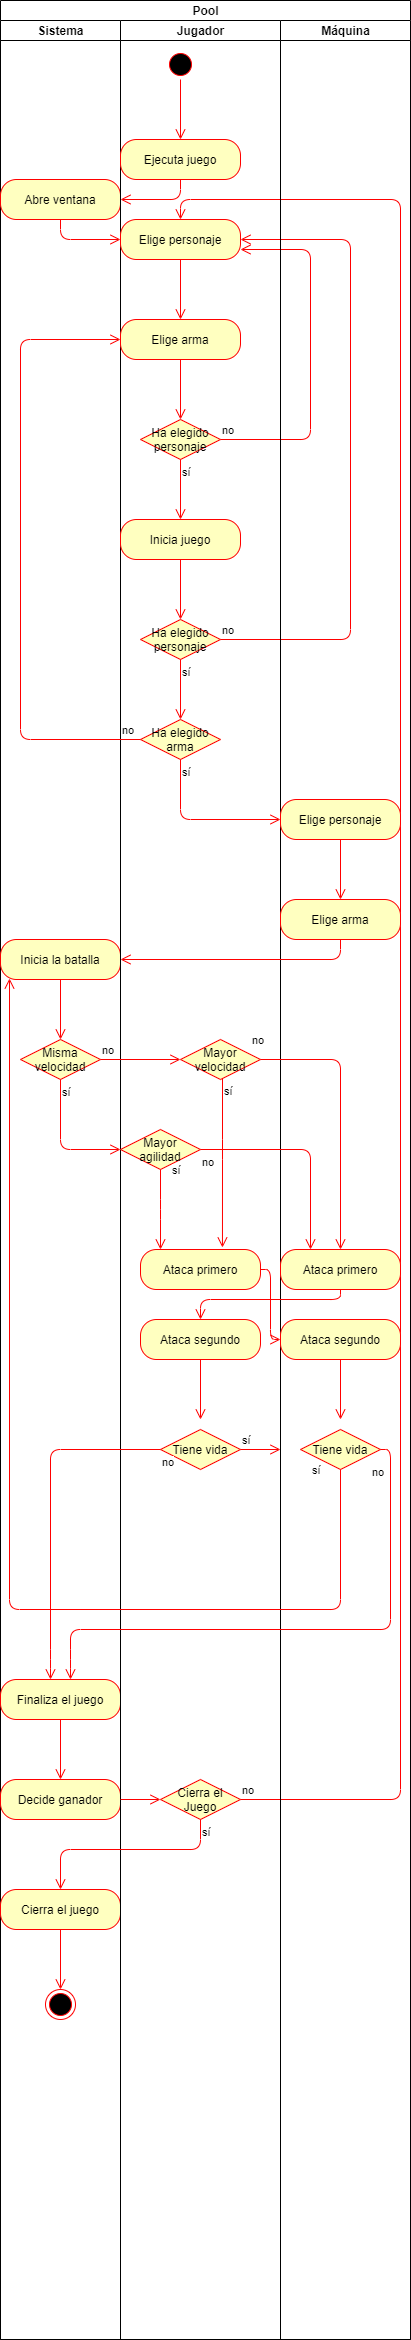 Pool
Sistema
Jugador
Máquina
Ejecuta juego
Abre ventana
Elige personaje
Elige arma
Ha elegido
personaje
no
sí
Inicia juego
Ha elegido
personaje
no
sí
Ha elegido
arma
no
sí
Elige personaje
Elige arma
Inicia la batalla
Misma
velocidad
no
sí
Mayor
velocidad
no
sí
Mayor
agilidad
no
sí
Ataca primero
Ataca primero
Ataca segundo
Ataca segundo
Tiene vida
sí
no
Tiene vida
sí
no
Finaliza el juego
Decide ganador
Cierra el
Juego
no
sí
Cierra el juego